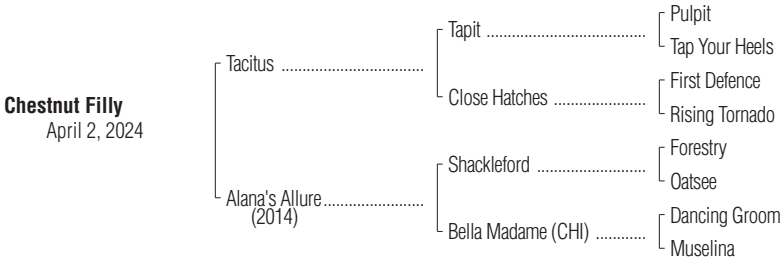 Chestnut Filly
April 2, 2024
Tacitus
Alana's Allure
(2014)
Tapit
Close Hatches
Shackleford
Bella Madame (CHI)
Pulpit
Tap Your Heels
First Defence
Rising Tornado
Forestry
Oatsee
Dancing Groom
Muselina